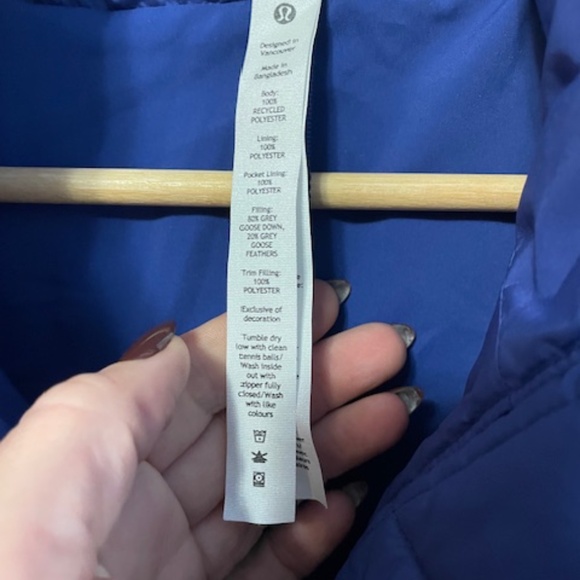 Designed in
Vancouver
Made in
Bangladesh
Body:
100%
RECYCLED
POLYESTER
Lining:
100%
POLYESTER
Pocket Lining:
100%
POLYESTER
Filling:
80% GREY
GOOSE DOWN,
20% GREY
GOOSE
FEATHERS
Trim Filling:
100%
POLYESTER
Exclusive of
decoration
Tumble dry
low with clean
tennis balls/
Wash inside
out with
zipper fully
closed/Wash
with like
colours